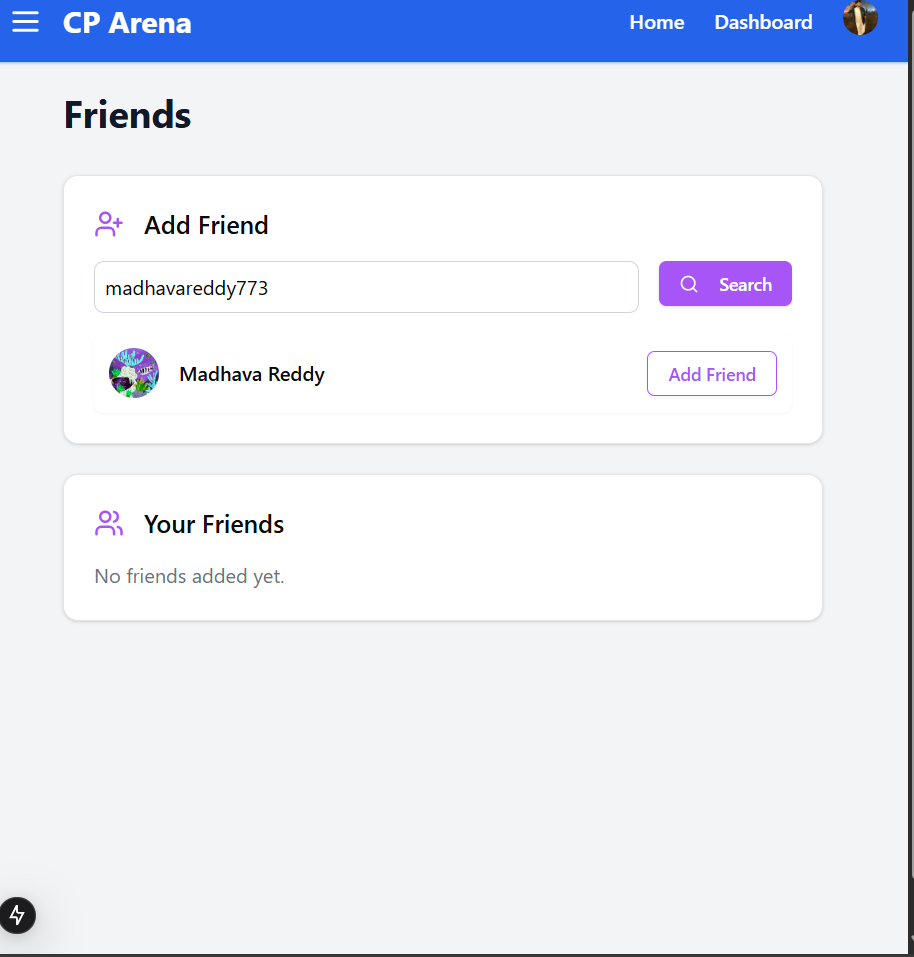 CP Arena
Home
Dashboard
Friends
Add Friend
madhavareddy773
Search
Madhava Reddy
Add Friend
Your Friends
No friends added yet.